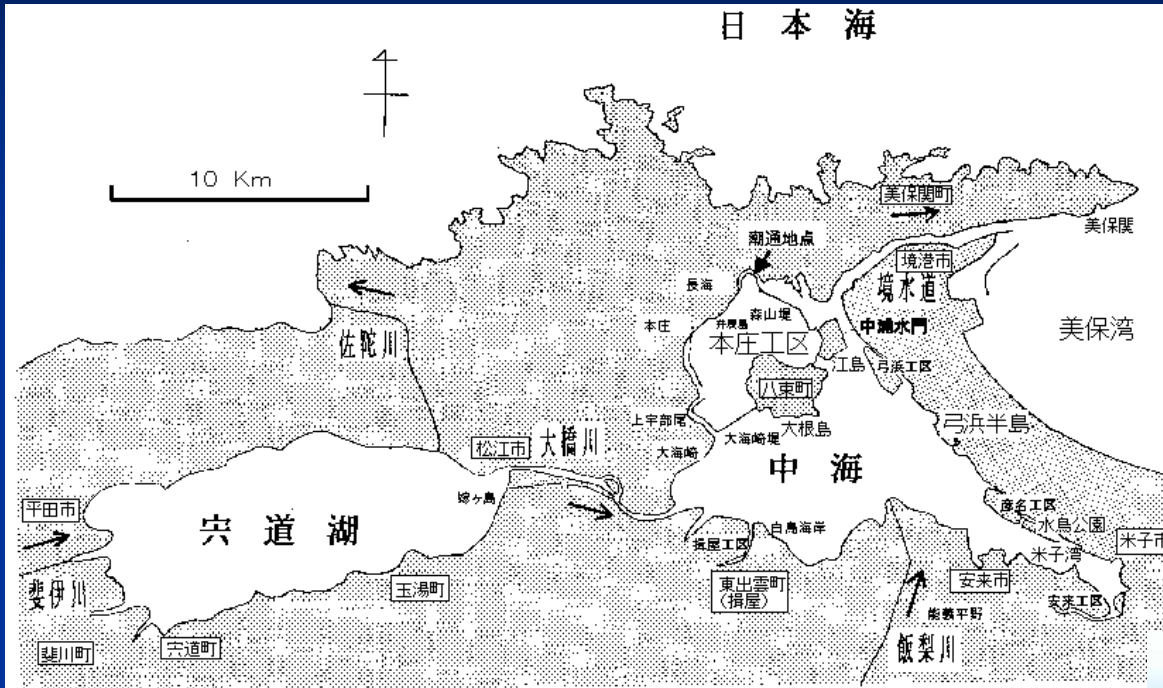 日本海
10 Km
美保関町
美保関
潮通地点
境港市
境水道
長海
森山堤
中浦水門
美保湾
本庄
本庄工区
佐陀川
江島
弓浜工区
八束町
上宇部尾
大根島
弓浜半島
松江市
大橋川
大海崎堤
大海崎
中海
嫁ヶ島
平田市
宍道湖
彦名工区
水鳥公園
白鳥海岸
揖屋工区
米子市
米子湾
斐伊川
玉湯町
東出雲町
(揖屋)
安来市
安来工区
能義平野
宍道町
斐川町
飯梨川